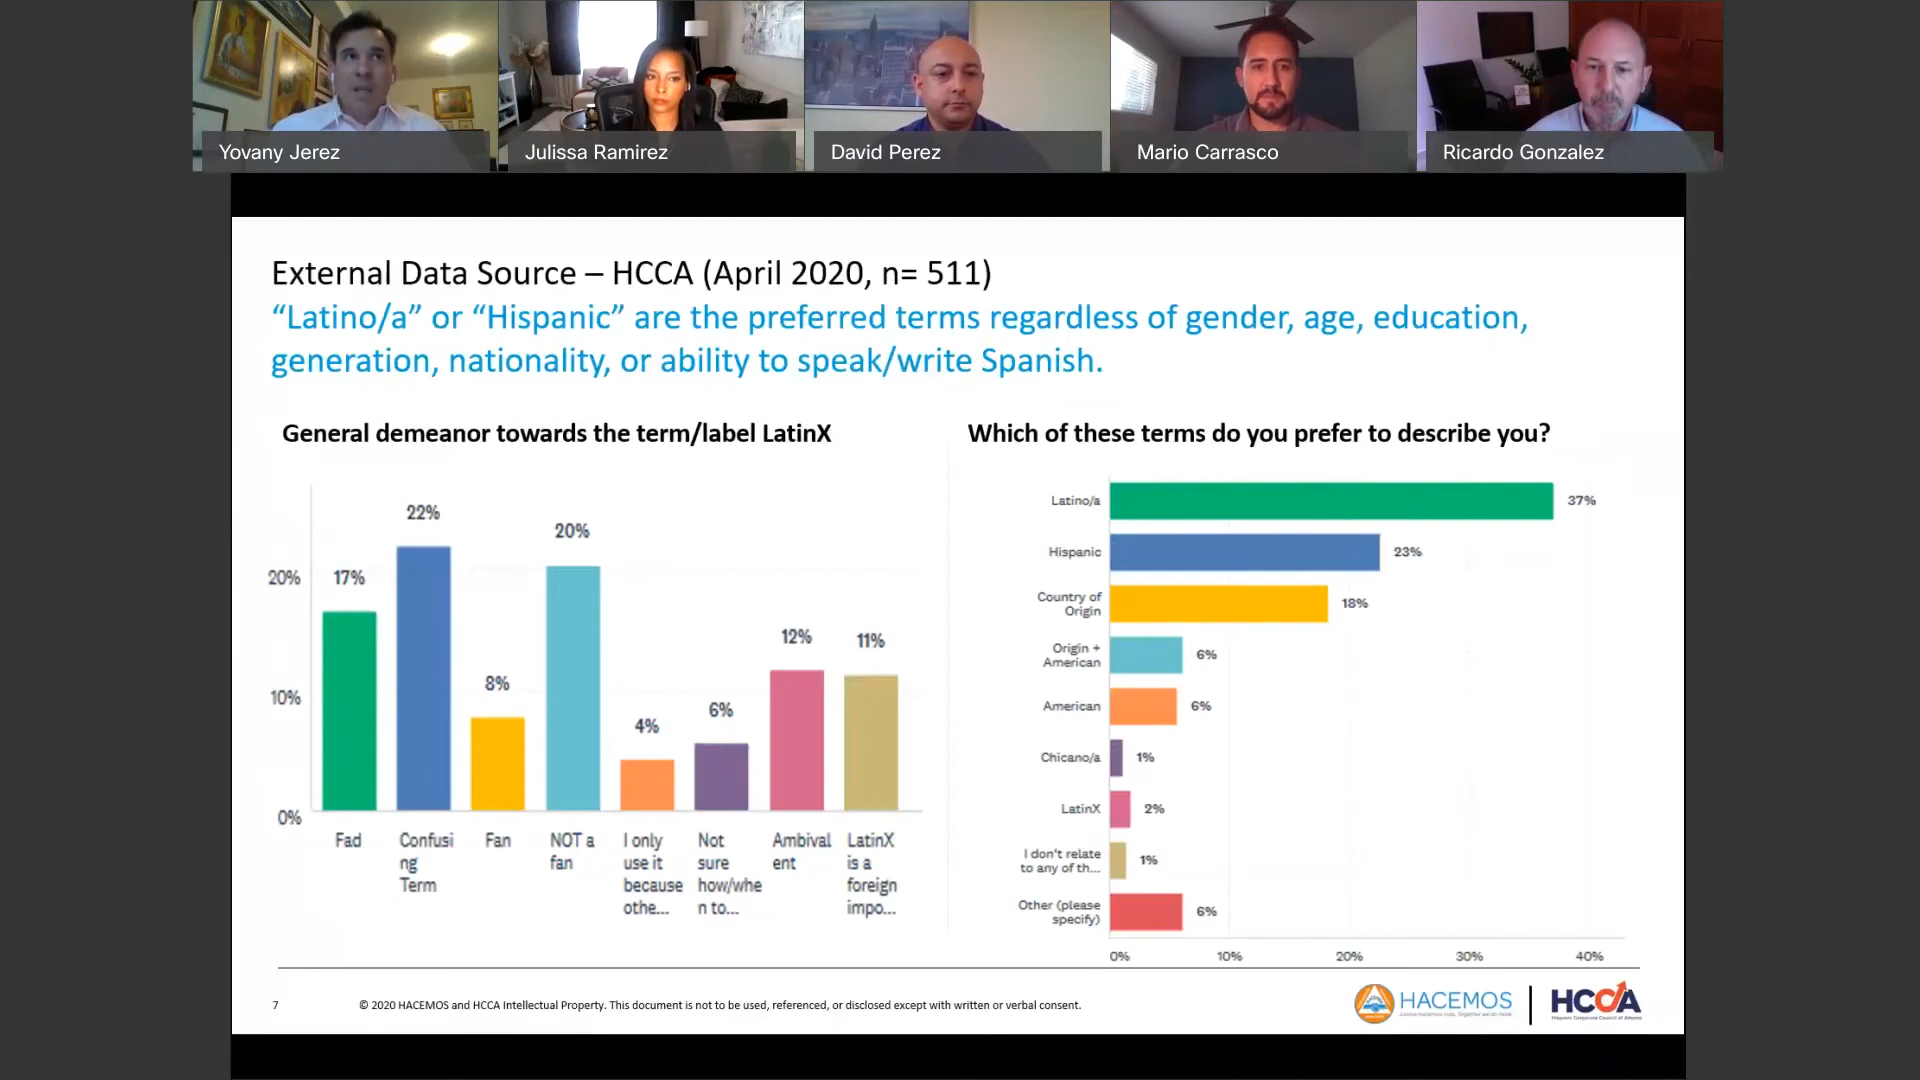 Yovany Jerez
Julissa Ramirez
David Perez
Mario Carrasco
Ricardo Gonzalez
External Data Source – HCCA (April 2020, n= 511)
“Latino/a” or “Hispanic” are the preferred terms regardless of gender, age, education,
generation, nationality, or ability to speak/write Spanish.
General demeanor towards the term/label LatinX
20%
10%
0%
17%
22%
8%
20%
4%
6%
12%
11%
Fad
Confusi
ng
Term
Fan
NOT a
fan
I only
use it
because
othe...
Not
sure
how/whe
n to...
Ambival
ent
LatinX
is a
foreign
impo...
Which of these terms do you prefer to describe you?
Latino/a
37%
Hispanic
23%
Country of
Origin
18%
Origin +
American
6%
American
6%
Chicano/a
1%
LatinX
2%
I don't relate
to any of th...
1%
Other (please
specify)
6%
0%
10%
20%
30%
40%
7
© 2020 HACEMOS and HCCA Intellectual Property. This document is not to be used, referenced, or disclosed except with written or verbal consent.
HACEMOS
HCCA
Hispanic Corporate Council of Atlanta